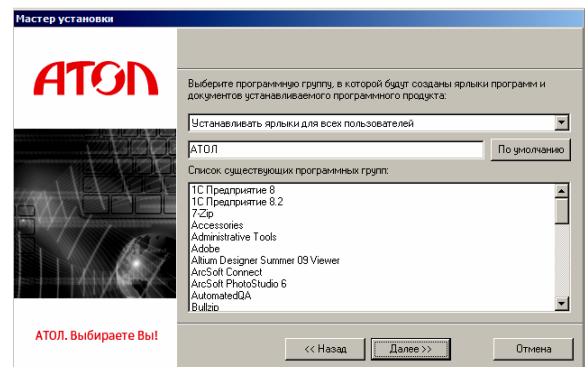 Мастер установки
АТОЛ
Выберите программную группу, в которой будут созданы ярлыки программ и
документов устанавливаемого программного продукта:
Устанавливать ярлыки для всех пользователей
АТОЛ
По умолчанию
Список существующих программных групп:
1С Предприятие 8
1С Предприятие 8.2
7-Zip
Accessories
Administrative Tools
Adobe
Altium Designer Summer 09 Viewer
ArcSoft Connect
ArcSoft PhotoStudio 6
AutomatedQA
Bullzip
АТОЛ. Выбираете Вы!
<< Назад
Далее >>
Отмена